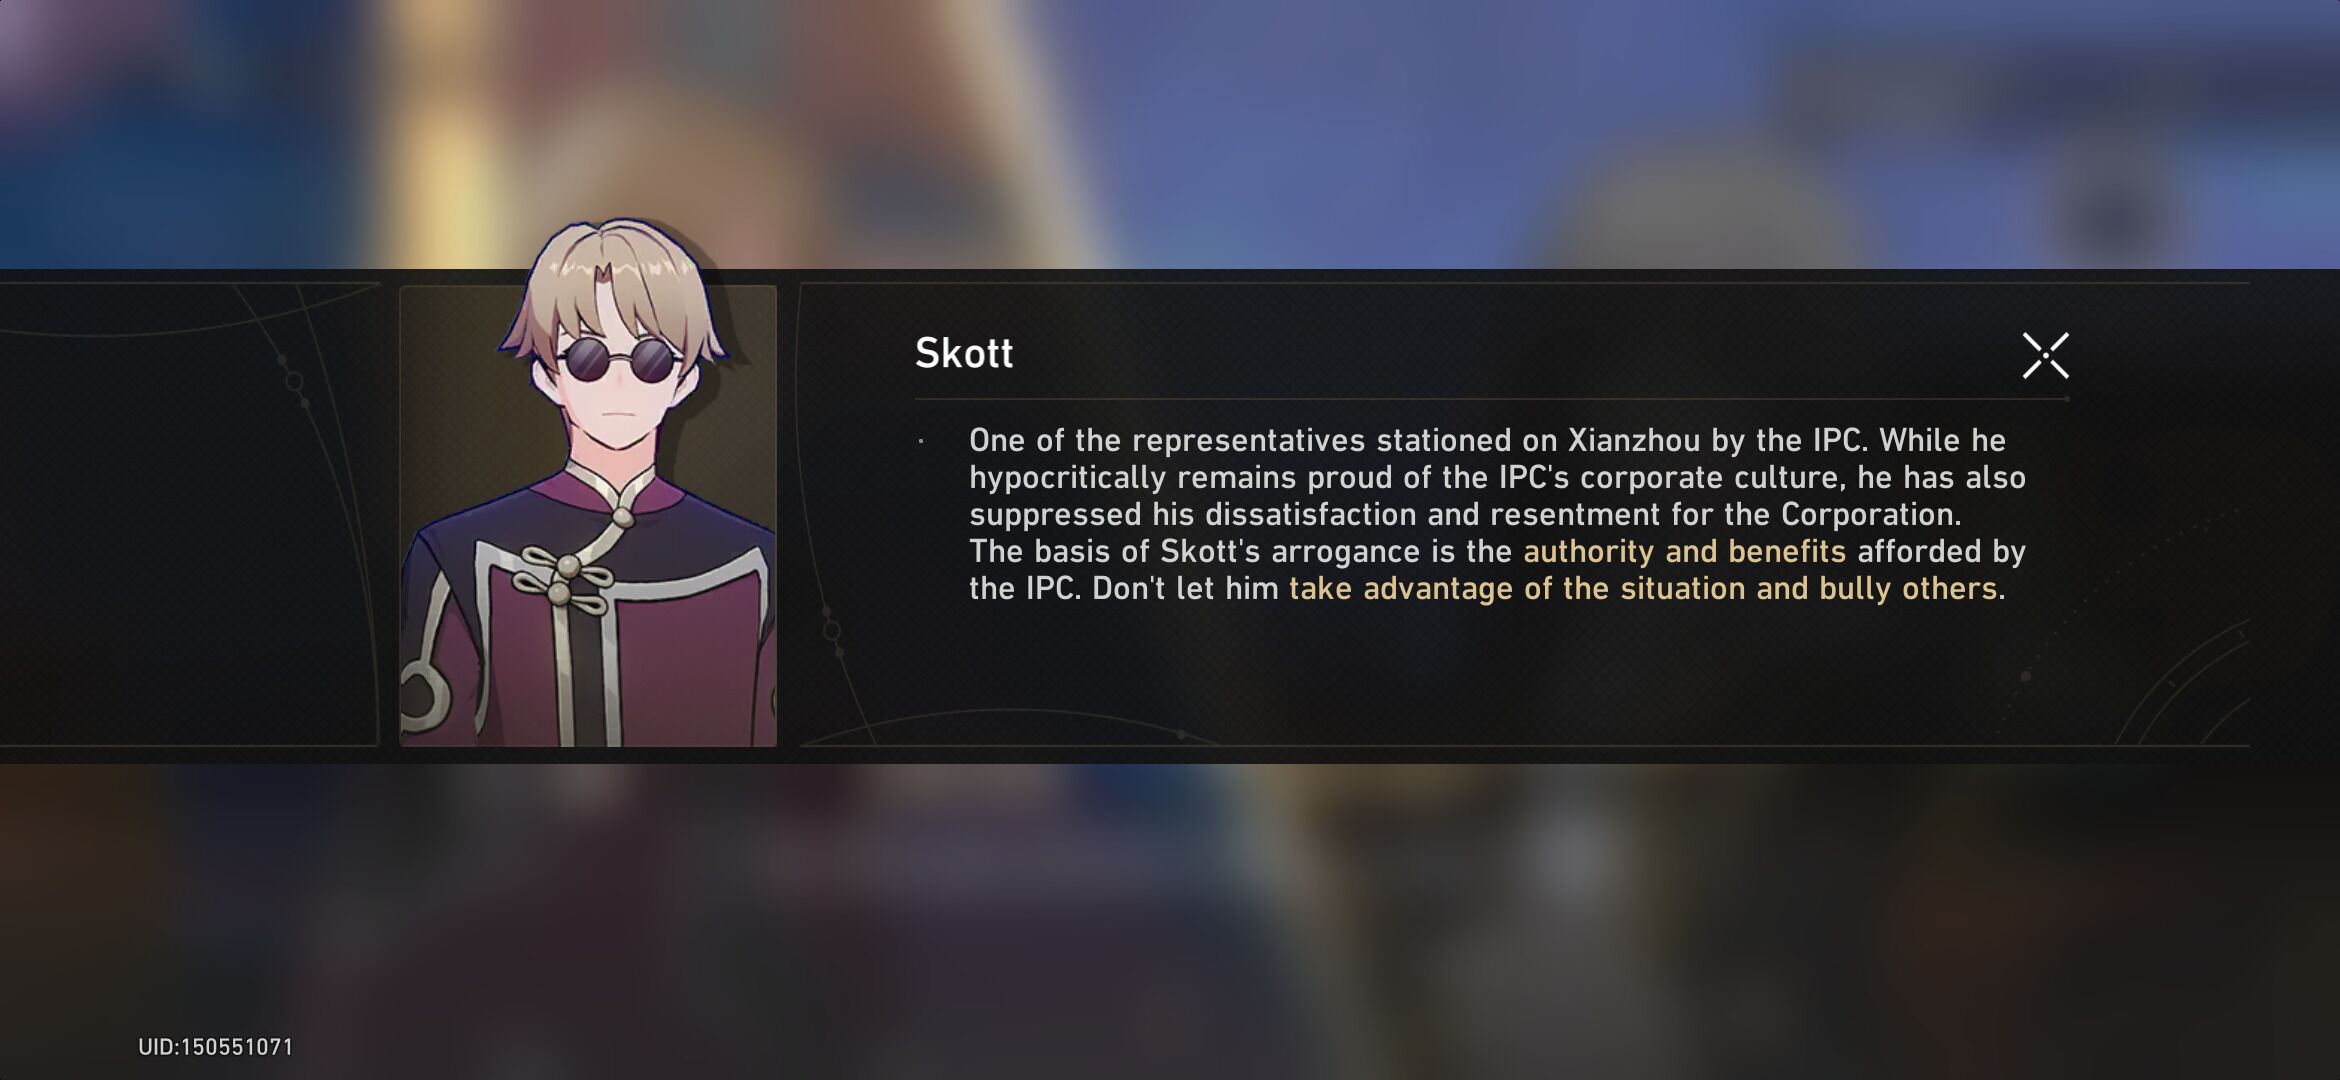 Skott
· One of the representatives stationed on Xianzhou by the IPC. While he
hypocritically remains proud of the IPC's corporate culture, he has also
suppressed his dissatisfaction and resentment for the Corporation.
The basis of Skott's arrogance is the authority and benefits afforded by
the IPC. Don't let him take advantage of the situation and bully others.
UID:150551071